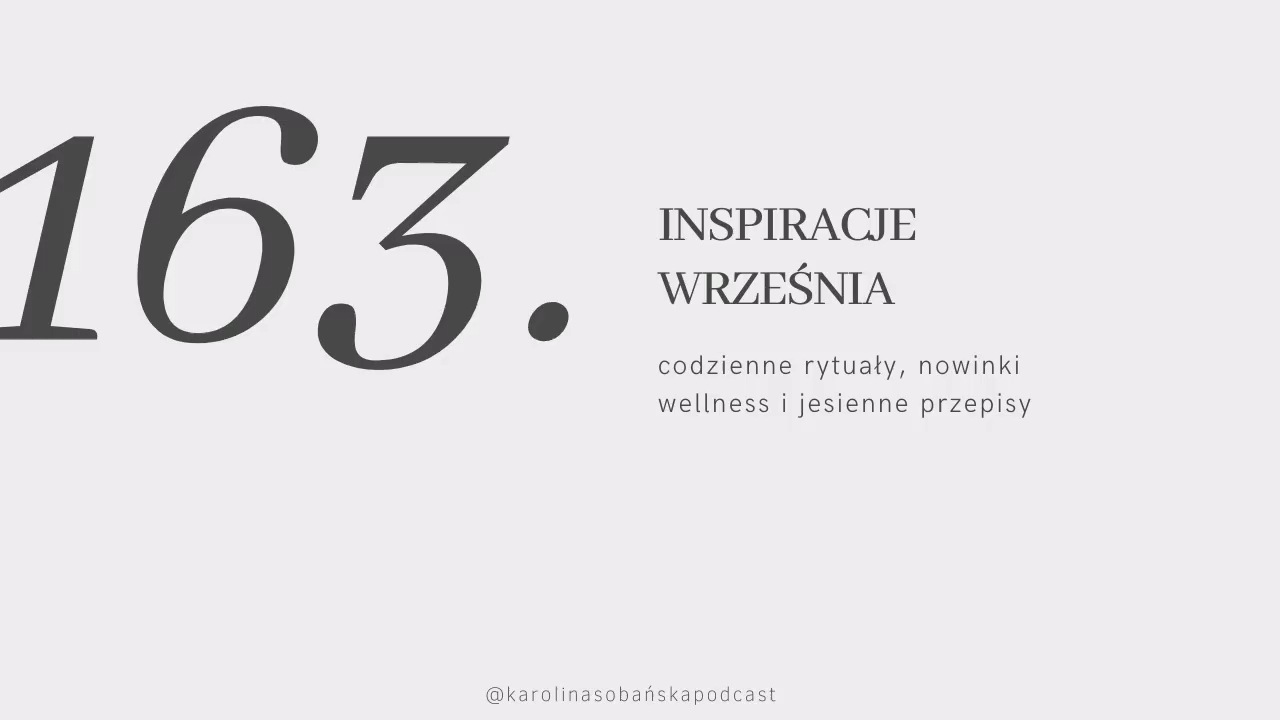 163.
INSPIRACJE
WRZEŚNIA
codzienne rytuały, nowinki
wellness i jesienne przepisy
@karolinasobańskapodcast